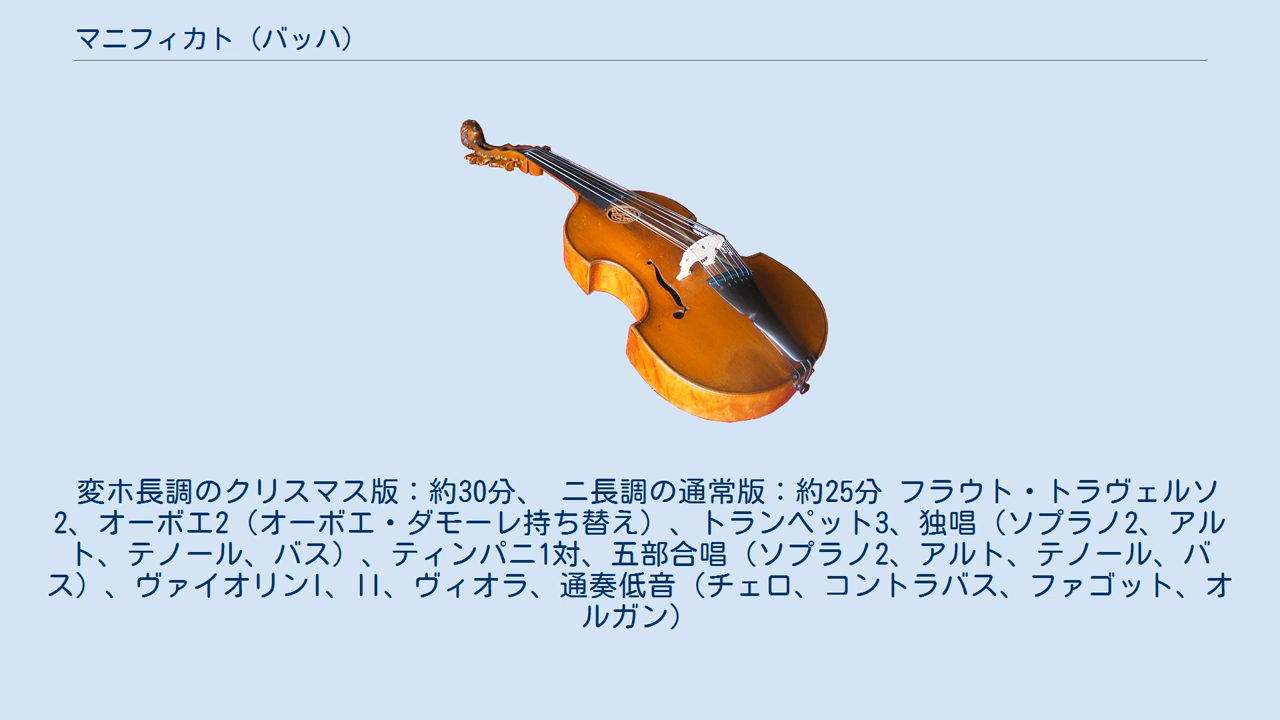 マニフィカト（バッハ）
変ホ長調のクリスマス版：約30分、 ニ長調の通常版：約25分 フラウト・トラヴェルソ
2、オーボエ2（オーボエ・ダモーレ持ち替え）、トランペット3、独唱（ソプラノ2、アル
ト、テノール、バス）、ティンパニ1対、五部合唱（ソプラノ2、アルト、テノール、バ
ス）、ヴァイオリンI、II、ヴィオラ、通奏低音（チェロ、コントラバス、ファゴット、オ
ルガン）